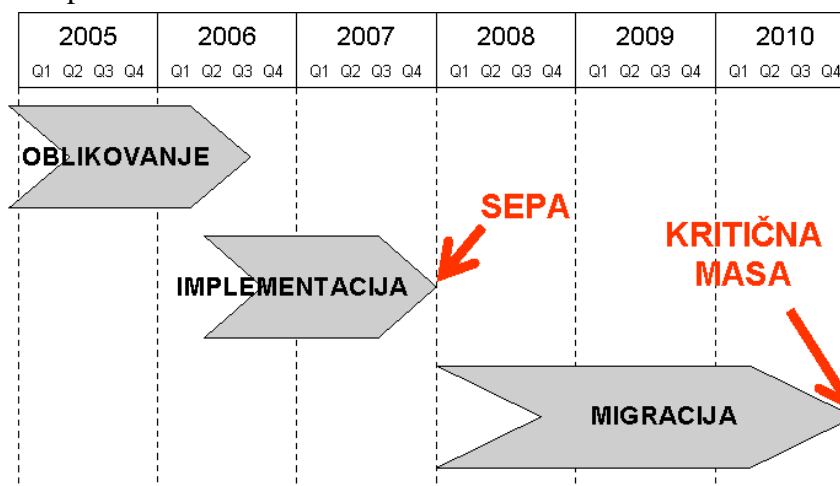 2005 2006 2007 2008 2009 2010
Q1 Q2 Q3 Q4 Q1 Q2 Q3 Q4 Q1 Q2 Q3 Q4 Q1 Q2 Q3 Q4 Q1 Q2 Q3 Q4 Q1 Q2 Q3 Q4
OBLIKOVANJE
SEPA
KRITIČNA
MASA
IMPLEMENTACIJA
MIGRACIJA